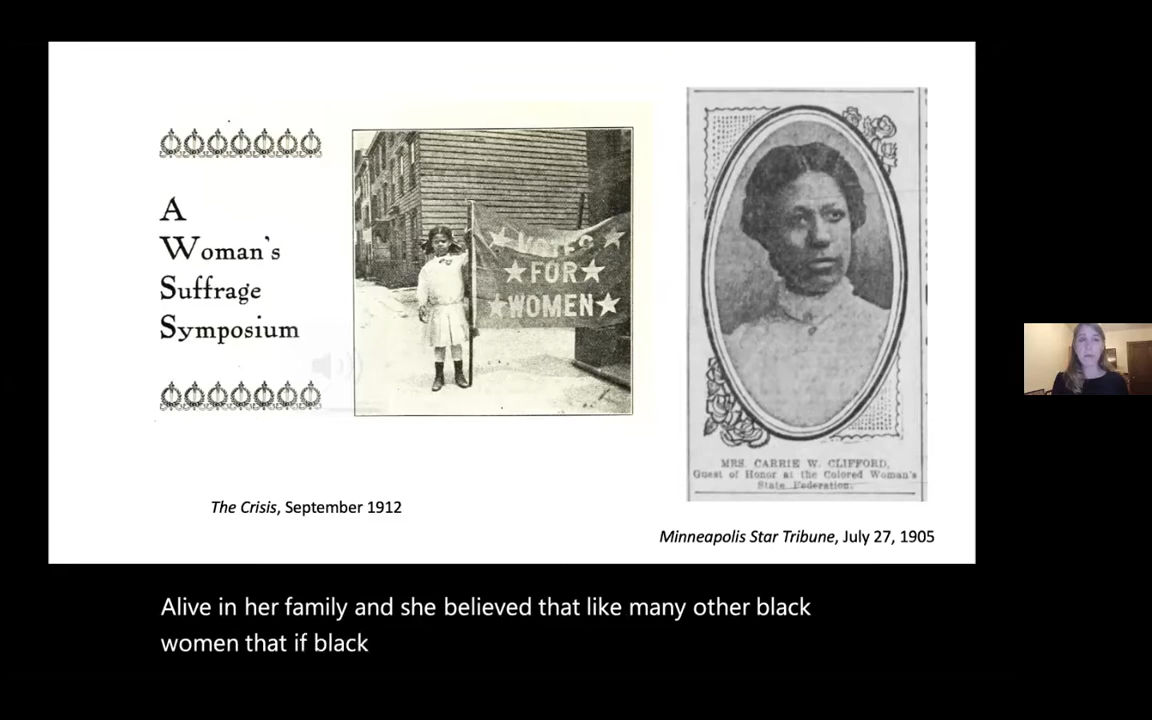 A
Woman's
Suffrage
Symposium
VOTES
FOR
WOMEN
MRS. CARRIE W. CLIFFORD,
Guest of Honor at the Colored Woman's
State Federation.
The Crisis, September 1912
Minneapolis Star Tribune, July 27, 1905
Alive in her family and she believed that like many other black
women that if black